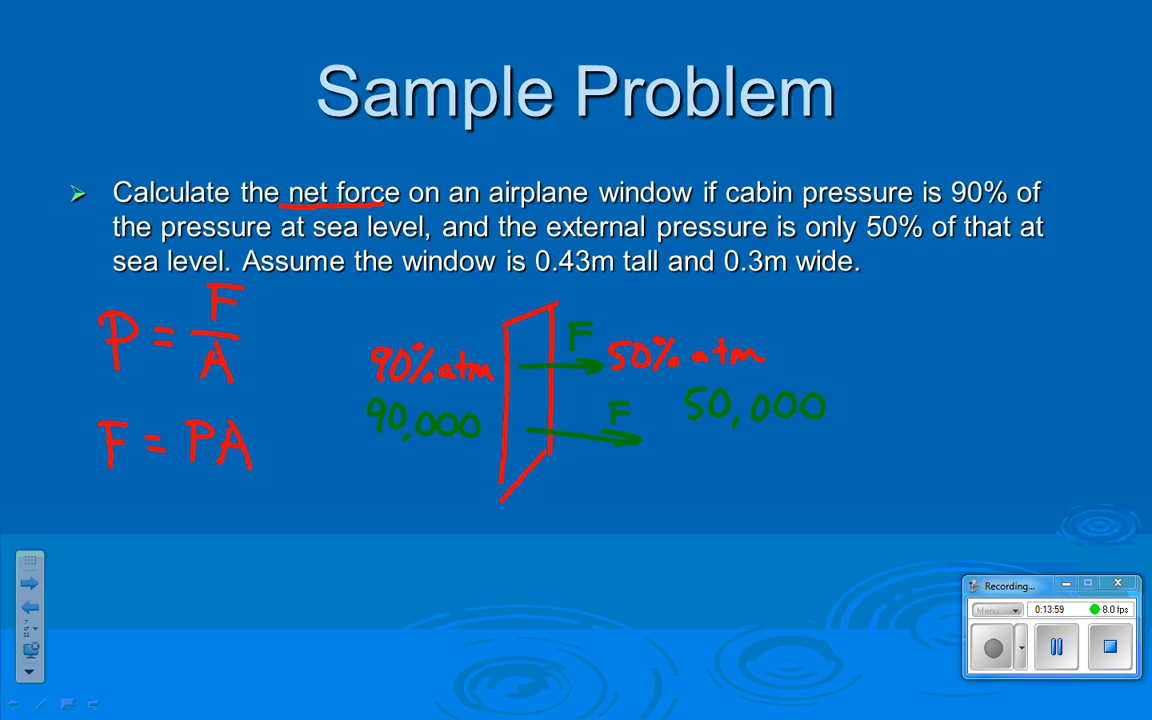 Sample Problem
Calculate the net force on an airplane window if cabin pressure is 90% of
the pressure at sea level, and the external pressure is only 50% of that at
sea level. Assume the window is 0.43m tall and 0.3m wide.
P = F/A
F = PA
90% atm
90,000
F
F
50% atm
50,000
Recording...
Menu
0:13:59
8.0 fps